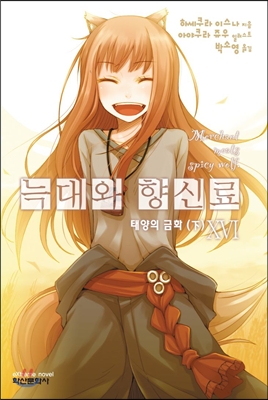 하세쿠라 이스나 지음
아야쿠라 쥬우 일러스트
박소영 옮김
Merchant
meets
spicy wolf
늑대와 향신료
태양의 금화 (下) XVI
novel
학산문화사